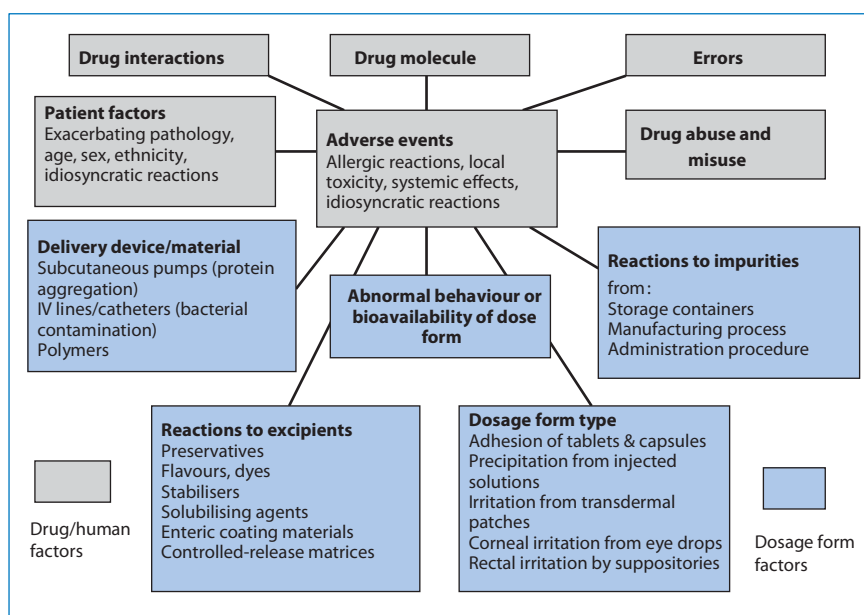 Drug interactions
Drug molecule
Errors
Patient factors
Exacerbating pathology,
age, sex, ethnicity,
idiosyncratic reactions
Adverse events
Allergic reactions, local
toxicity, systemic effects,
idiosyncratic reactions
Drug abuse and
misuse
Delivery device/material
Subcutaneous pumps (protein
aggregation)
IV lines/catheters (bacterial
contamination)
Polymers
Abnormal behaviour or
bioavailability of dose
form
Reactions to impurities
from:
Storage containers
Manufacturing process
Administration procedure
Reactions to excipients
Preservatives
Flavours, dyes
Stabilisers
Solubilising agents
Enteric coating materials
Controlled-release matrices
Dosage form type
Adhesion of tablets & capsules
Precipitation from injected
solutions
Irritation from transdermal
patches
Corneal irritation from eye drops
Rectal irritation by suppositories
Drug/human
factors
Dosage form
factors